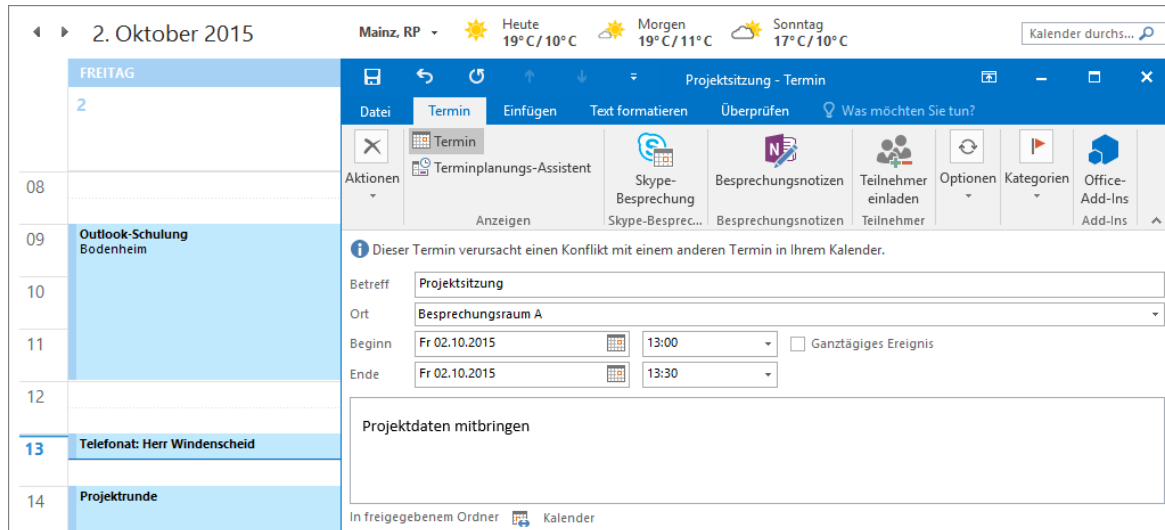 2. Oktober 2015
Mainz, RP
Heute
19°C/10°C
Morgen
19°C/11°C
Sonntag
17°C/10°C
Kalender durchs...
FREITAG
2
08
09
10
11
12
13
14
Outlook-Schulung
Bodenheim
Telefonat: Herr Windenscheid
Projektrunde
Projektsitzung - Termin
Datei Termin Einfügen Text formatieren Überprüfen Was möchten Sie tun?
Aktionen
Termin
Terminplanungs-Assistent
Anzeigen
Skype-
Besprechung
Skype-Besprec...
Besprechungsnotizen
Besprechungsnotizen
Teilnehmer
einladen
Teilnehmer
Optionen
Kategorien
Office-
Add-Ins
Add-Ins
Dieser Termin verursacht einen Konflikt mit einem anderen Termin in Ihrem Kalender.
Betreff Projektsitzung
Ort Besprechungsraum A
Beginn Fr 02.10.2015 13:00 Ganztägiges Ereignis
Ende Fr 02.10.2015 13:30
Projektdaten mitbringen
In freigegebenem Ordner Kalender